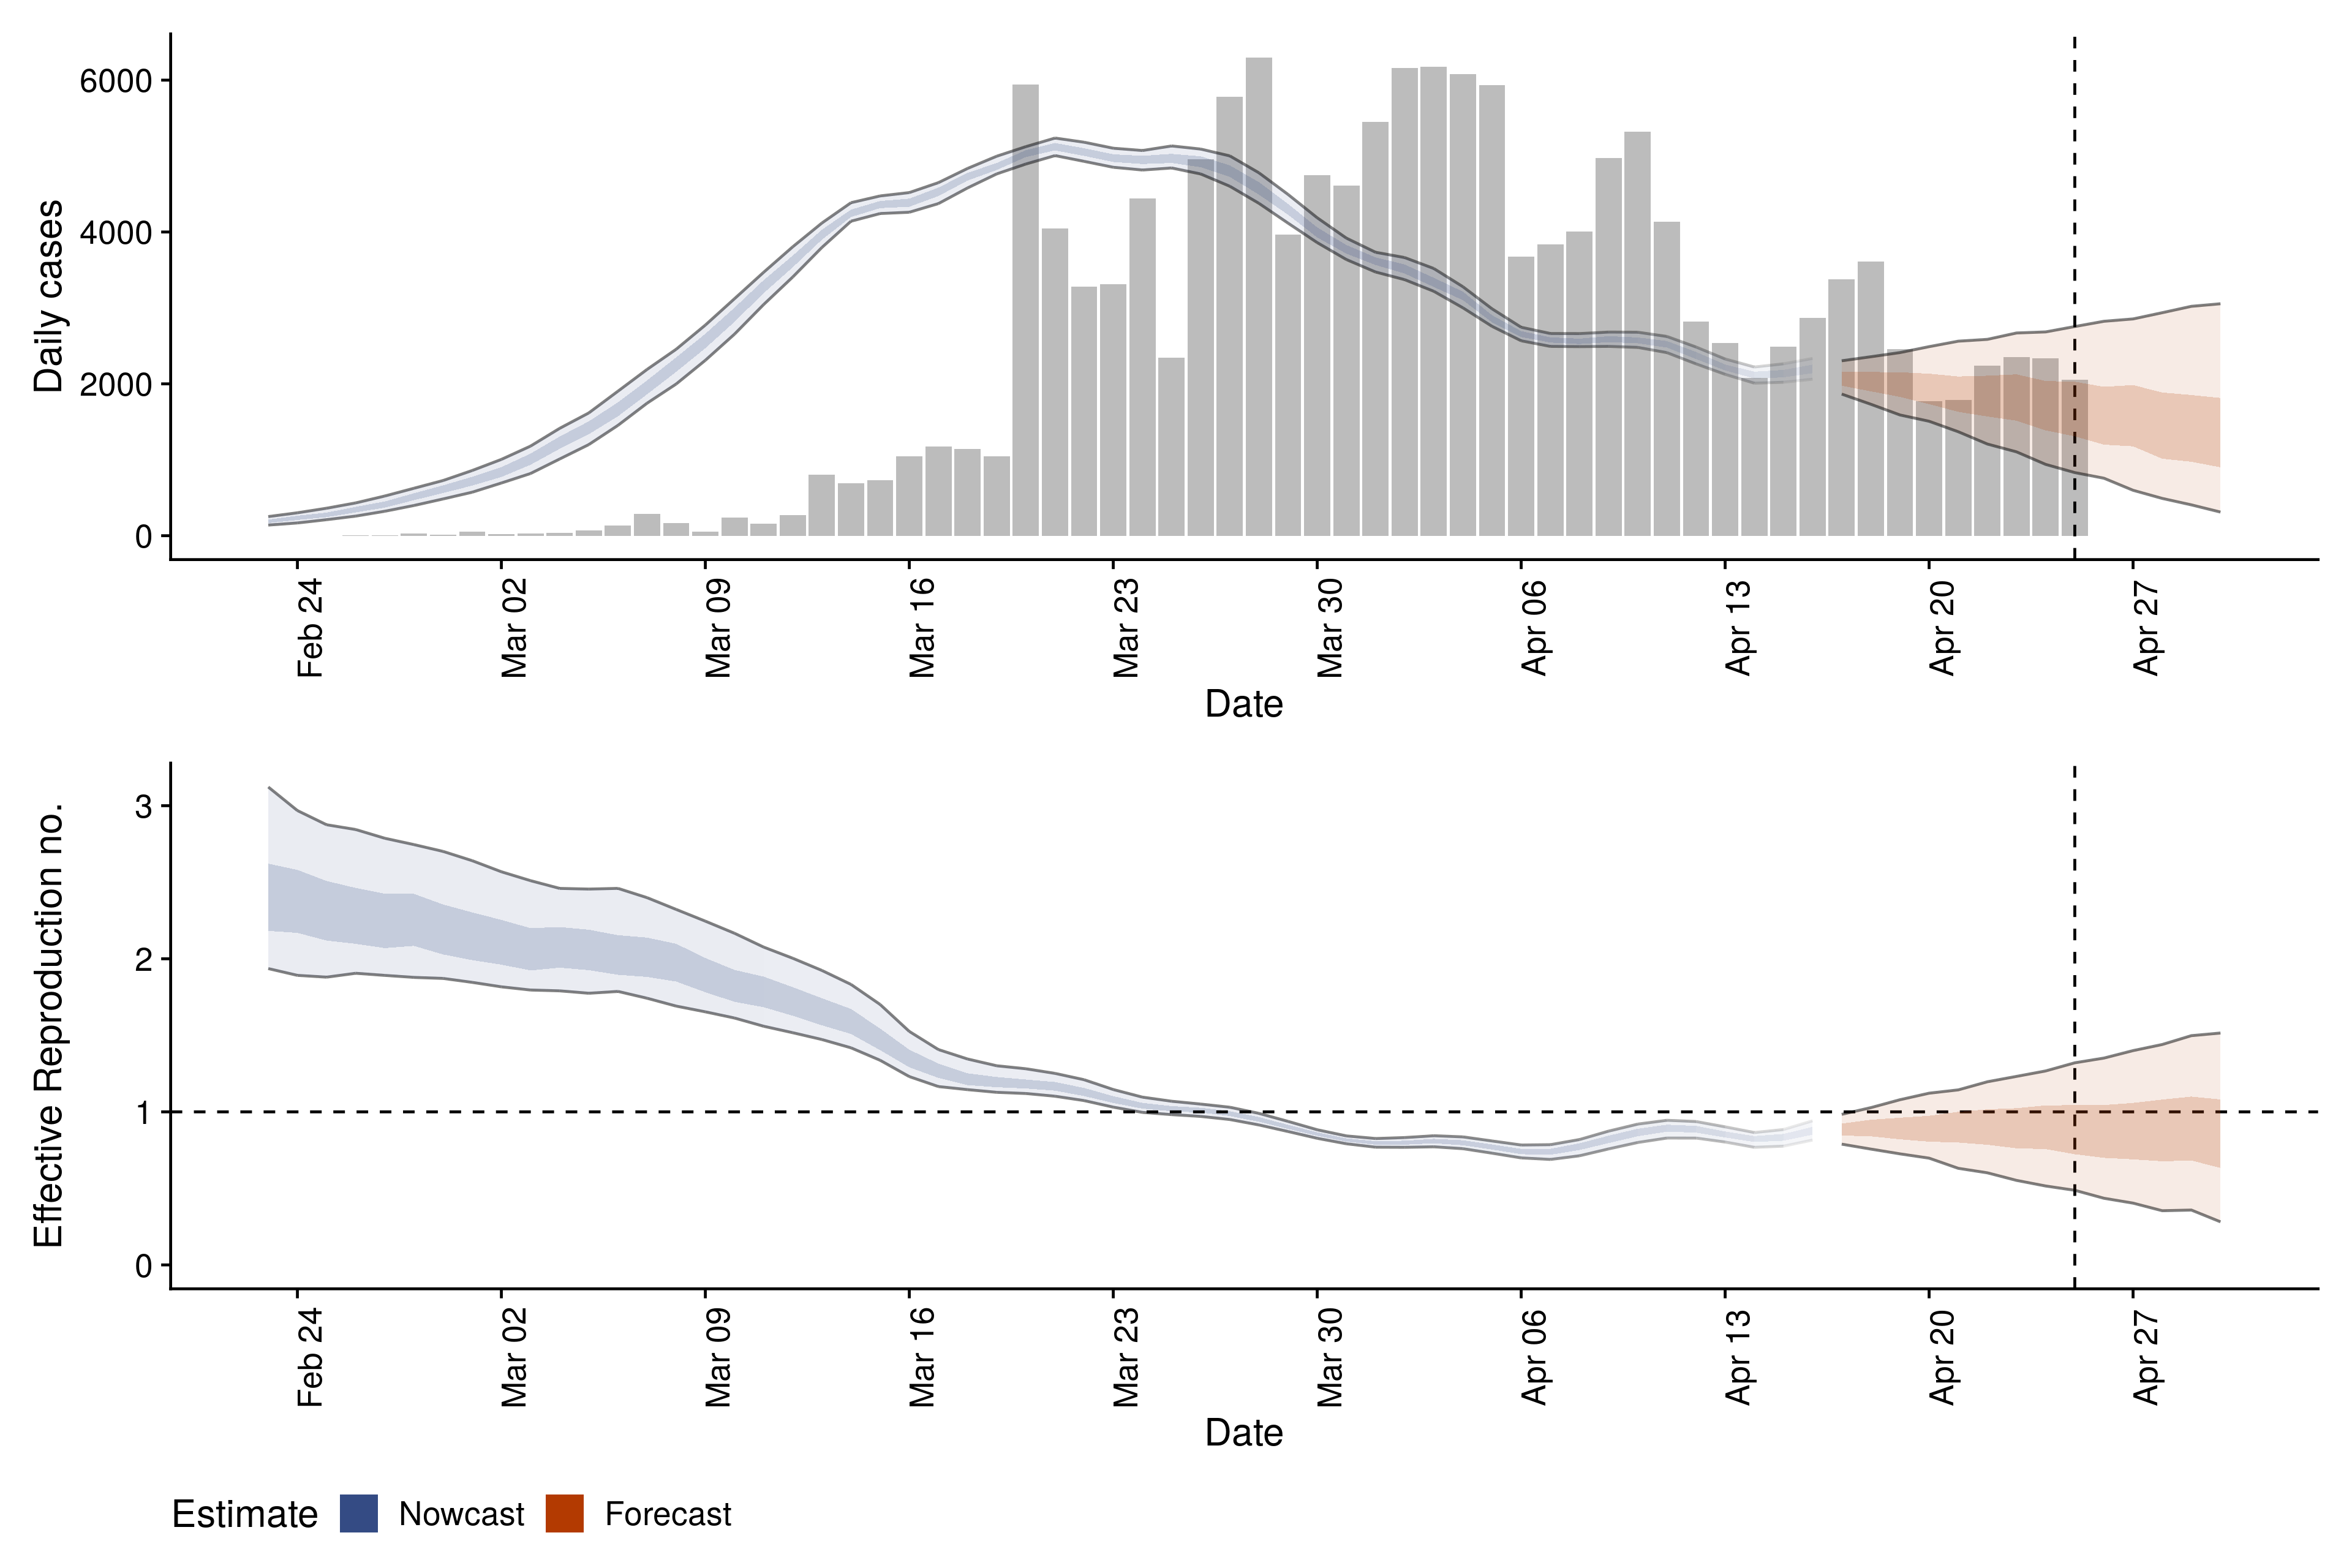 Daily cases
6000
4000
2000
0
Feb 24
Mar 02
Mar 09
Mar 16
Mar 23
Mar 30
Apr 06
Apr 13
Apr 20
Apr 27
Date
Effective Reproduction no.
3
2
1
0
Feb 24
Mar 02
Mar 09
Mar 16
Mar 23
Mar 30
Apr 06
Apr 13
Apr 20
Apr 27
Date
Estimate Nowcast Forecast